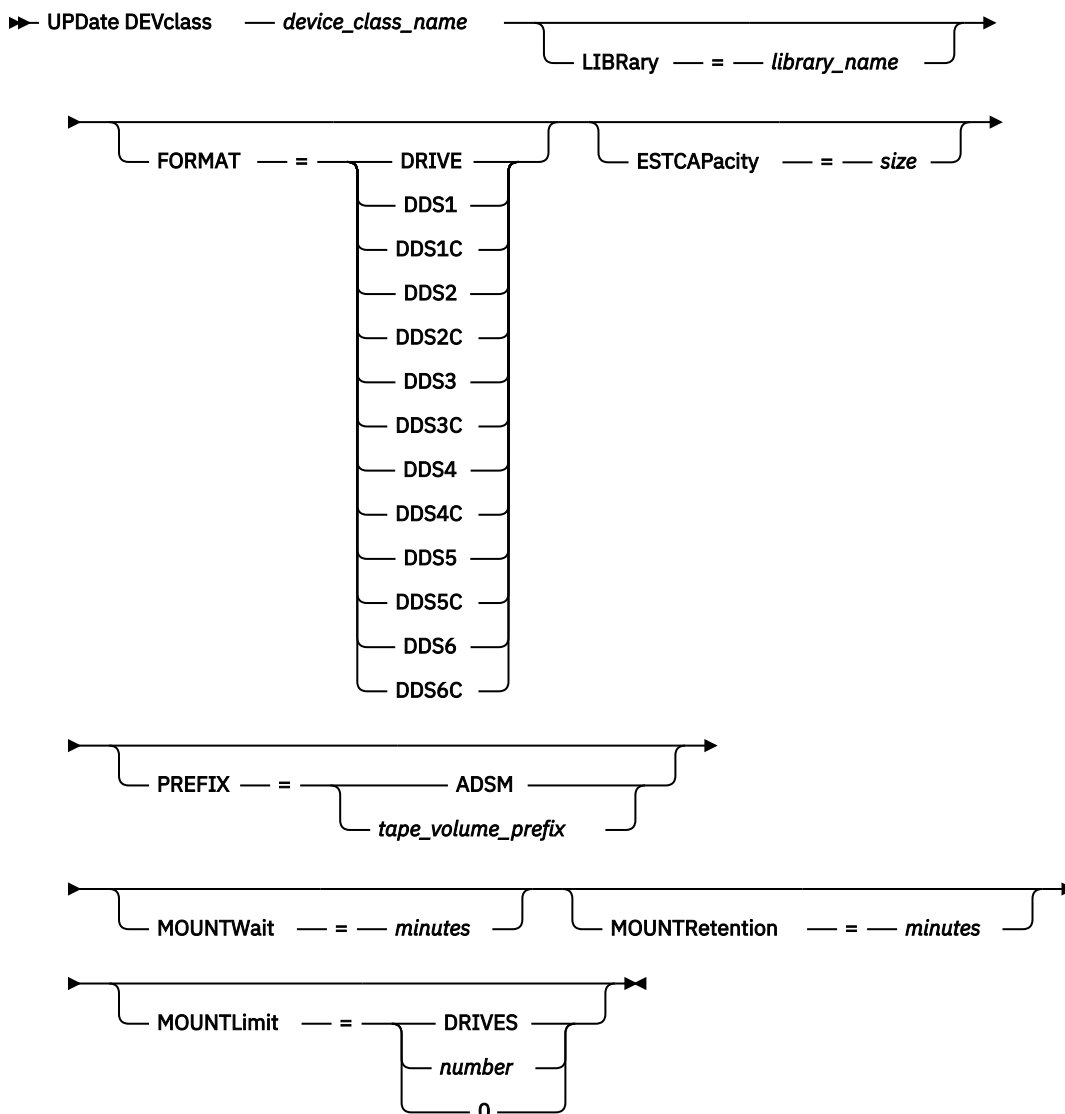 UPDate DEVclass device_class_name
LIBRary = library_name
FORMAT = DRIVE
ESTCAPacity = size
DDS1
DDS1C
DDS2
DDS2C
DDS3
DDS3C
DDS4
DDS4C
DDS5
DDS5C
DDS6
DDS6C
PREFIX = ADSM
tape_volume_prefix
MOUNTWait = minutes
MOUNTRetention = minutes
MOUNTLimit = DRIVES
number
0